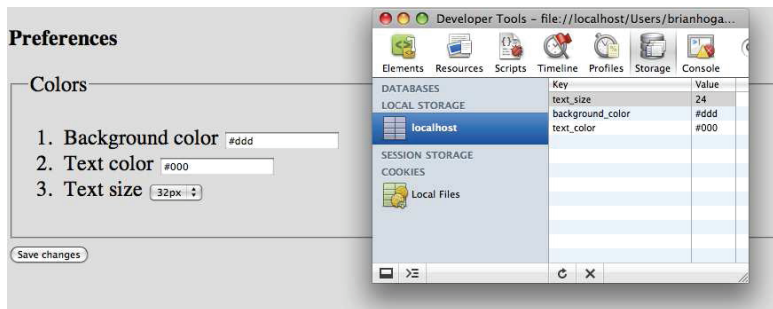 Preferences
Colors
1. Background color #ddd
2. Text color #000
3. Text size 32px
Save changes
Developer Tools – file://localhost/Users/brianhoga...
Elements Resources Scripts Timeline Profiles Storage Console
DATABASES
LOCAL STORAGE
localhost
SESSION STORAGE
COOKIES
Local Files
Key Value
text_size 24
background_color #ddd
text_color #000